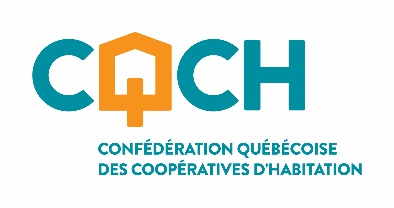 CQCH
CONFÉDÉRATION QUÉBÉCOISE
DES COOPÉRATIVES D'HABITATION